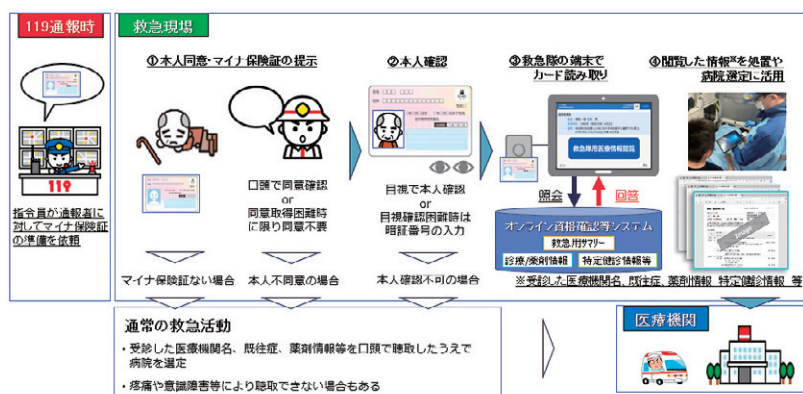 119通報時
救急現場
119
指令員が通報者に
対してマイナ保険証
の準備を依頼
①本人同意・マイナ保険証の提示
口頭で同意確認
or
同意取得困難時
に限り同意不要
②本人確認
目視で本人確認
or
目視確認困難時は
暗証番号の入力
③救急隊の端末で
カード読み取り
救急隊用医療情報閲覧
照会
回答
オンライン資格確認等システム
救急用サマリー
診療/薬剤情報
特定健診情報等
④閲覧した情報※を処置や
病院選定に活用
Image
※受診した医療機関名、既往症、薬剤情報 特定健診情報 等
マイナ保険証ない場合
本人不同意の場合
本人確認不可の場合
通常の救急活動
・受診した医療機関名、既往症、薬剤情報等を口頭で聴取したうえで
病院を選定
・疼痛や意識障害等により聴取できない場合もある
医療機関